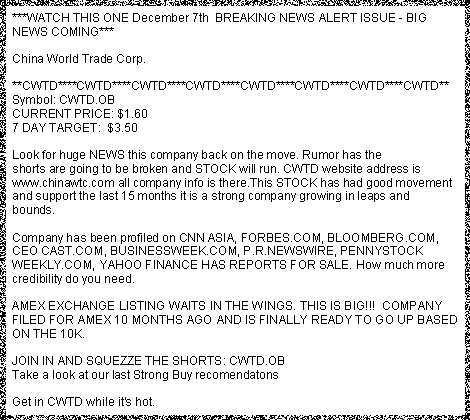 ***WATCH THIS ONE December 7th  BREAKING NEWS ALERT ISSUE - BIG
NEWS COMING***
China World Trade Corp.
**CWTD****CWTD****CWTD****CWTD****CWTD****CWTD****CWTD****CWTD**
Symbol: CWTD.OB
CURRENT PRICE: $1.60
7 DAY TARGET:  $3.50
Look for huge NEWS this company back on the move. Rumor has the
shorts are going to be broken and STOCK will run. CWTD website address is
www.chinawtc.com all company info is there.This STOCK has had good movement
and support the last 15 months it is a strong company growing in leaps and
bounds.
Company has been profiled on CNN ASIA, FORBES.COM, BLOOMBERG.COM,
CEO CAST.COM, BUSINESSWEEK.COM, P.R.NEWSWIRE, PENNYSTOCK
WEEKLY.COM, YAHOO FINANCE HAS REPORTS FOR SALE. How much more
credibility do you need.
AMEX EXCHANGE LISTING WAITS IN THE WINGS. THIS IS BIG!!!  COMPANY
FILED FOR AMEX 10 MONTHS AGO AND IS FINALLY READY TO GO UP BASED
ON THE 10K.
JOIN IN AND SQUEZZE THE SHORTS: CWTD.OB
Take a look at our last Strong Buy recomendatons
Get in CWTD while it's hot.